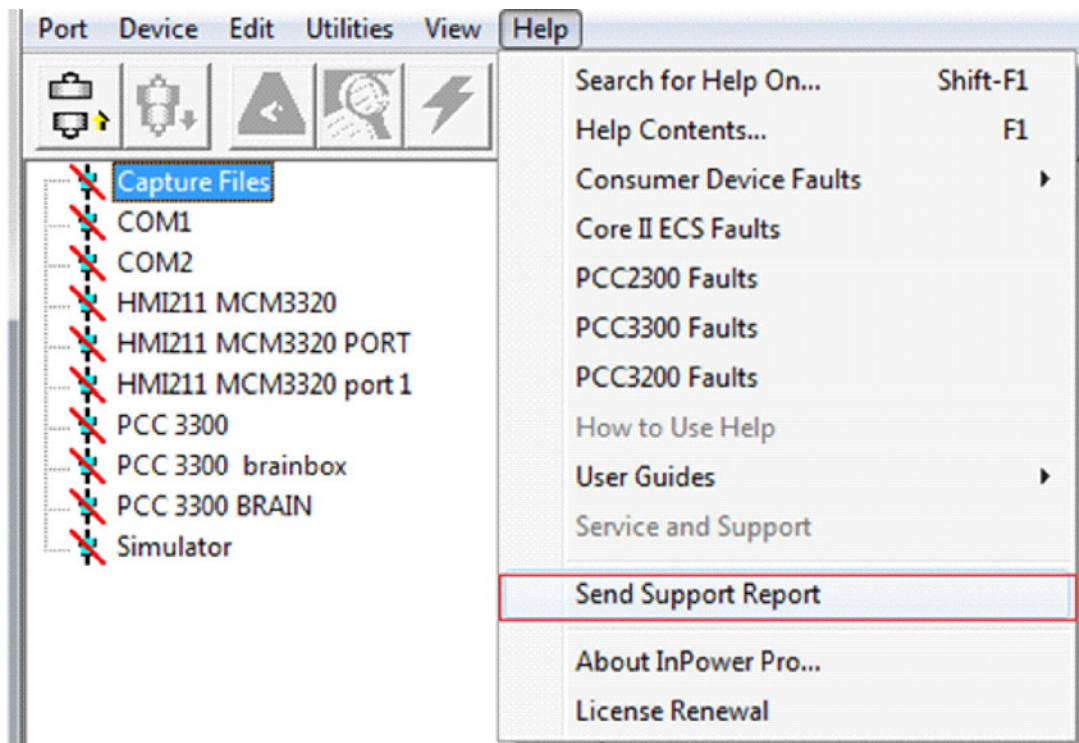 Port Device Edit Utilities View Help
Search for Help On... Shift-F1
Help Contents... F1
Consumer Device Faults
Core II ECS Faults
PCC2300 Faults
PCC3300 Faults
PCC3200 Faults
How to Use Help
User Guides
Service and Support
Send Support Report
About InPower Pro...
License Renewal
Capture Files
COM1
COM2
HMI211 MCM3320
HMI211 MCM3320 PORT
HMI211 MCM3320 port 1
PCC 3300
PCC 3300 brainbox
PCC 3300 BRAIN
Simulator